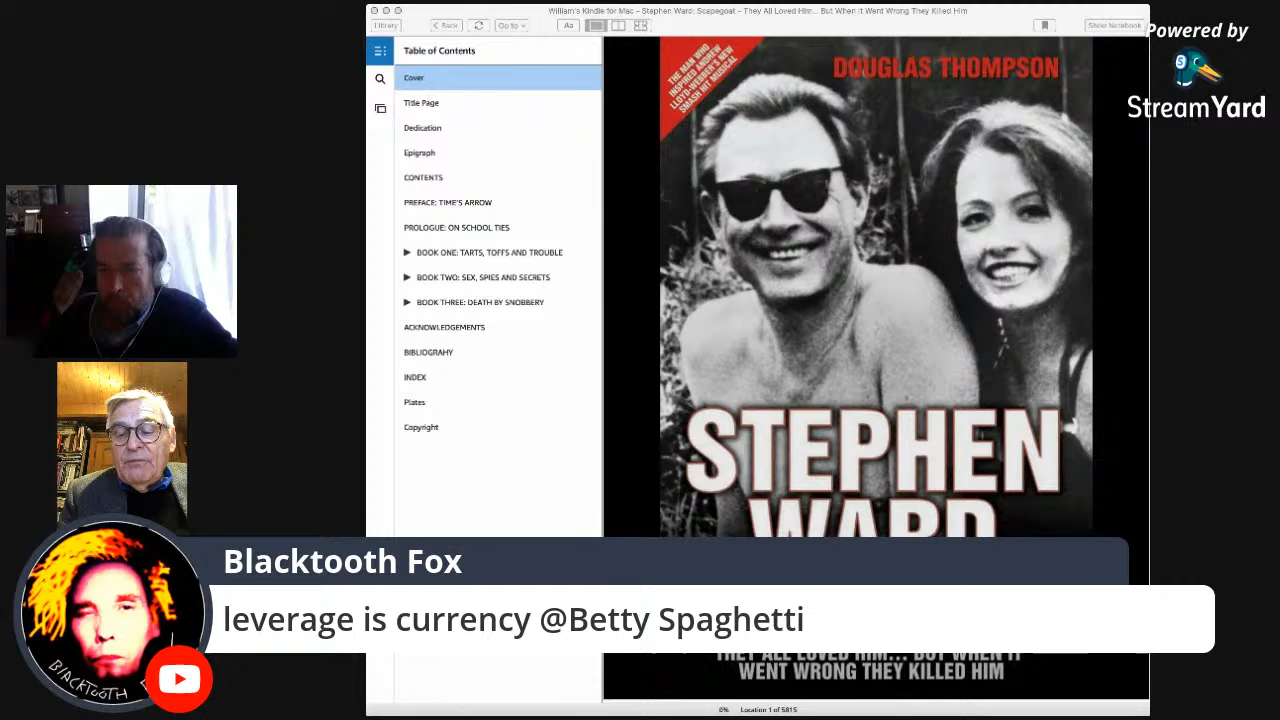 William's Kindle for Mac - Stephen Ward: Scapegoat - They All Loved Him... But When It Went Wrong They Killed Him
Library
Back
Go to
Aa
Show Notebook
Powered by
StreamYard
Table of Contents
Cover
Title Page
Dedication
Epigraph
CONTENTS
PREFACE: TIME'S ARROW
PROLOGUE: ON SCHOOL TIES
BOOK ONE: TARTS, TOFFS AND TROUBLE
BOOK TWO: SEX, SPIES AND SECRETS
BOOK THREE: DEATH BY SNOBBERY
ACKNOWLEDGEMENTS
BIBLIOGRAHY
INDEX
Plates
Copyright
THE MAN WHO
INSPIRED ANDREW
LLOYD-WEBBER'S NEW
SMASH HIT MUSICAL
DOUGLAS THOMPSON
STEPHEN
WARD
Blacktooth Fox
leverage is currency @Betty Spaghetti
BLACKTOOTH
THEY ALL LOVED HIM... BUT WHEN IT
WENT WRONG THEY KILLED HIM
0% Location 1 of 5815